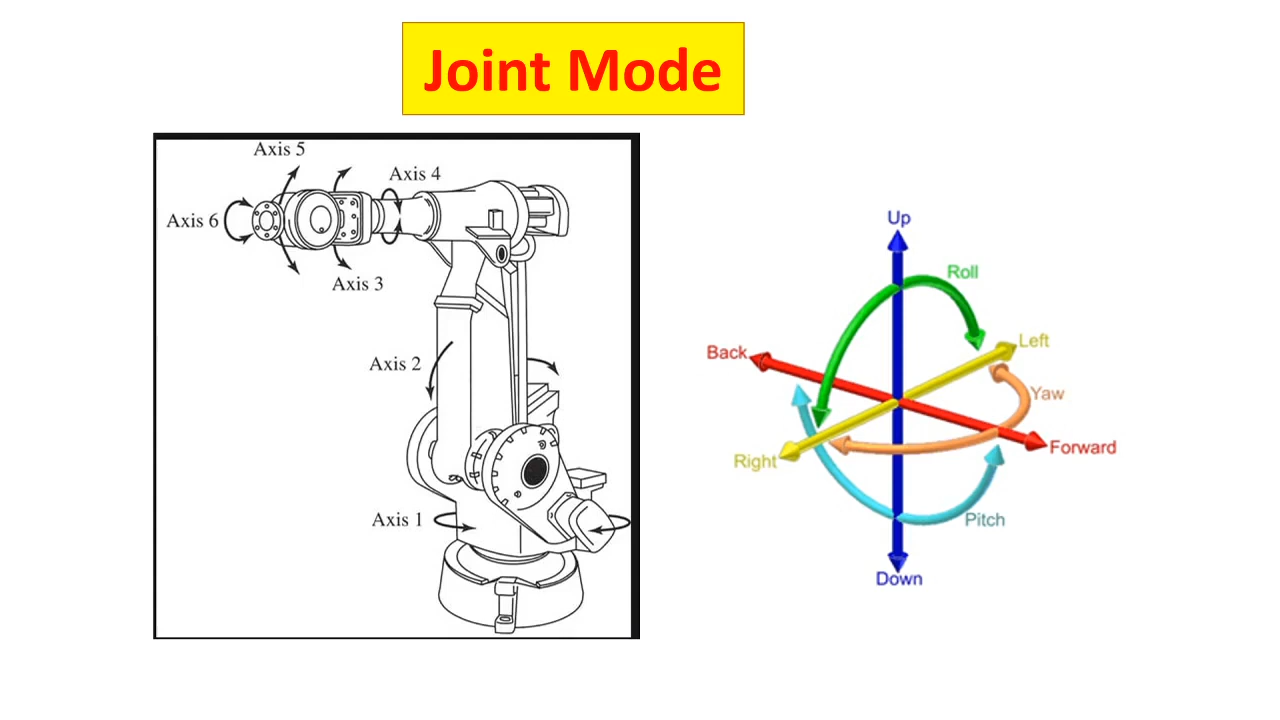 Joint Mode
Axis 5
Axis 4
Axis 6
Axis 3
Axis 2
Axis 1
Up
Roll
Left
Back
Yaw
Forward
Right
Pitch
Down